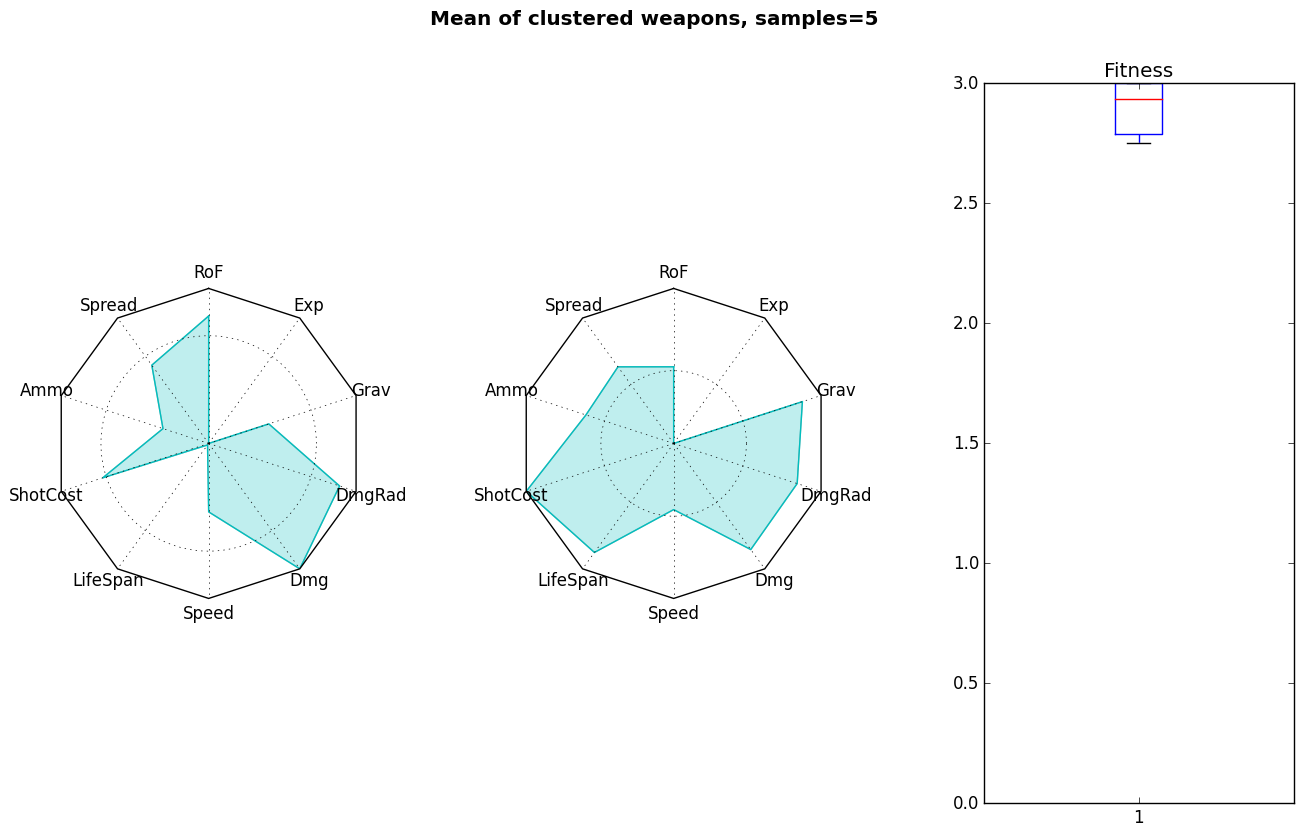 Mean of clustered weapons, samples=5
RoF
Exp
Grav
DmgRad
Dmg
Speed
LifeSpan
ShotCost
Ammo
Spread
RoF
Exp
Grav
DmgRad
Dmg
Speed
LifeSpan
ShotCost
Ammo
Spread
Fitness
3.0
2.5
2.0
1.5
1.0
0.5
0.0
1